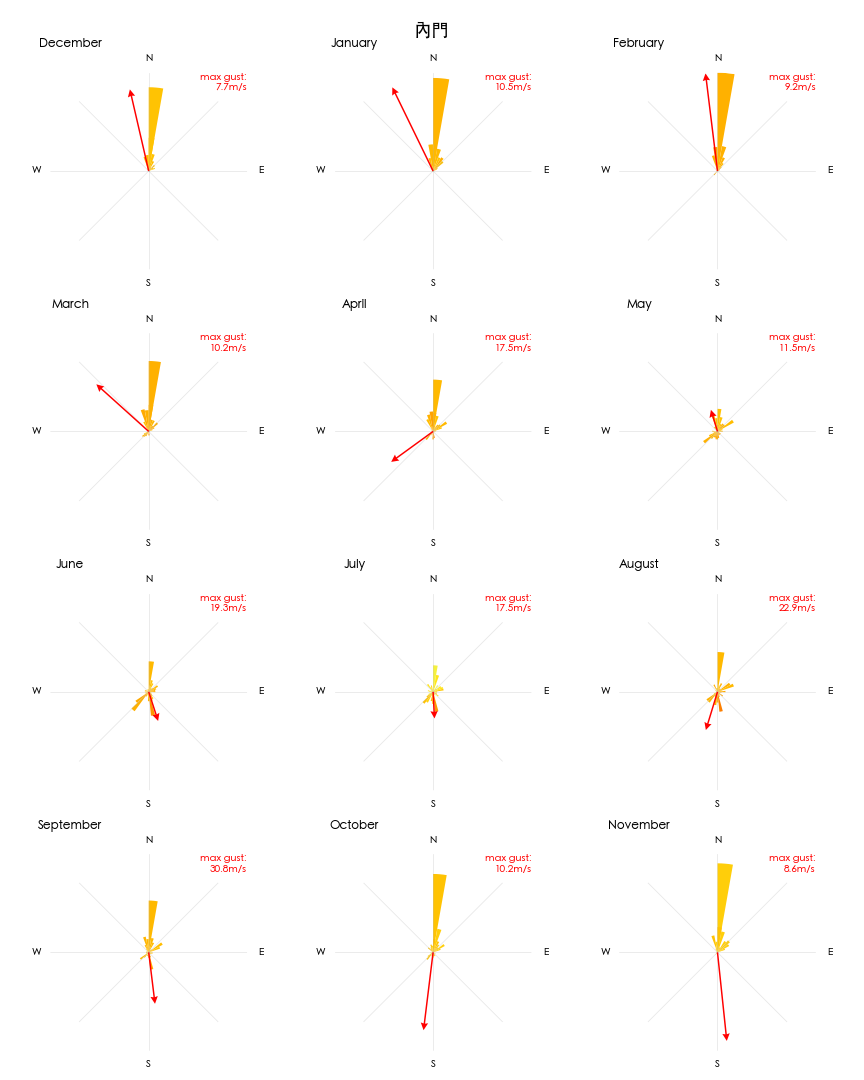 內門
December
January
February
N
max gust:
7.7m/s
W
E
S
N
max gust:
10.5m/s
W
E
S
N
max gust:
9.2m/s
W
E
S
March
April
May
N
max gust:
10.2m/s
W
E
S
N
max gust:
17.5m/s
W
E
S
N
max gust:
11.5m/s
W
E
S
June
July
August
N
max gust:
19.3m/s
W
E
S
N
max gust:
17.5m/s
W
E
S
N
max gust:
22.9m/s
W
E
S
September
October
November
N
max gust:
30.8m/s
W
E
S
N
max gust:
10.2m/s
W
E
S
N
max gust:
8.6m/s
W
E
S